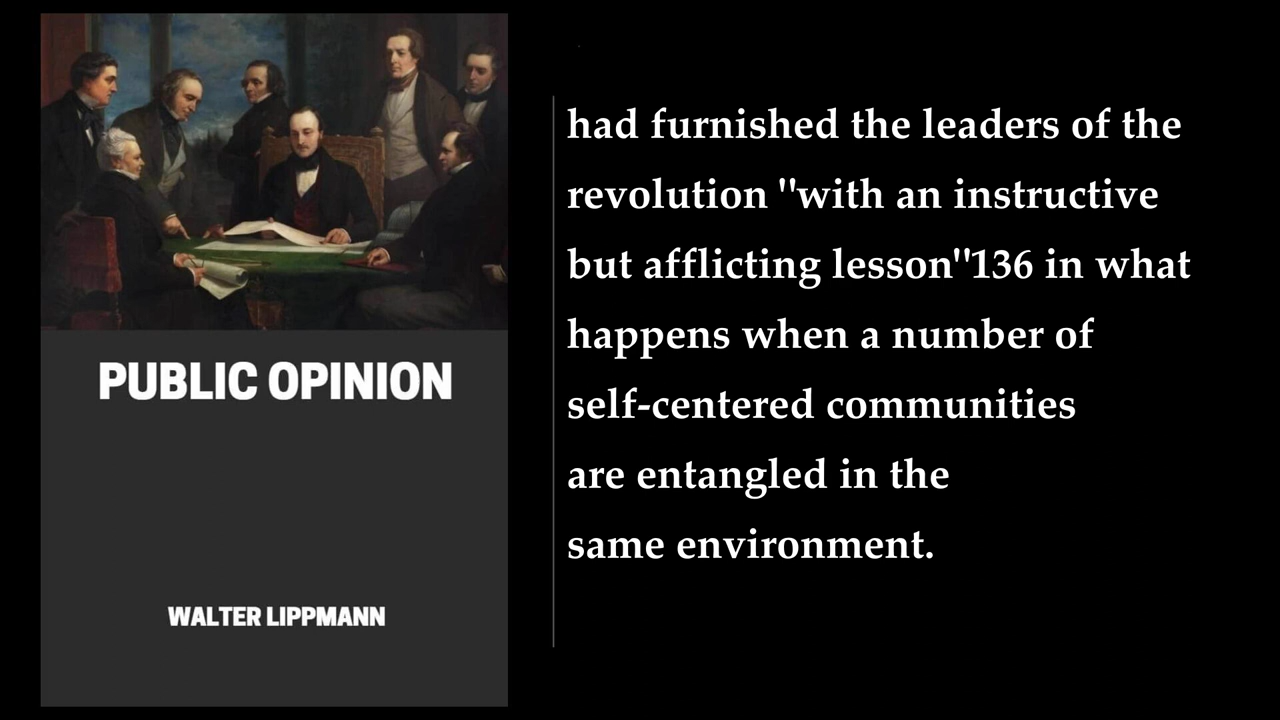 PUBLIC OPINION
WALTER LIPPMANN
had furnished the leaders of the
revolution "with an instructive
but afflicting lesson"136 in what
happens when a number of
self-centered communities
are entangled in the
same environment.